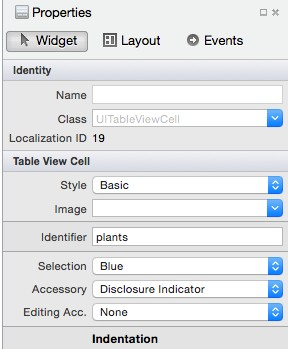 Properties
Widget Layout Events
Identity
Name
Class UITableViewCell
Localization ID 19
Table View Cell
Style Basic
Image
Identifier plants
Selection Blue
Accessory Disclosure Indicator
Editing Acc. None
Indentation